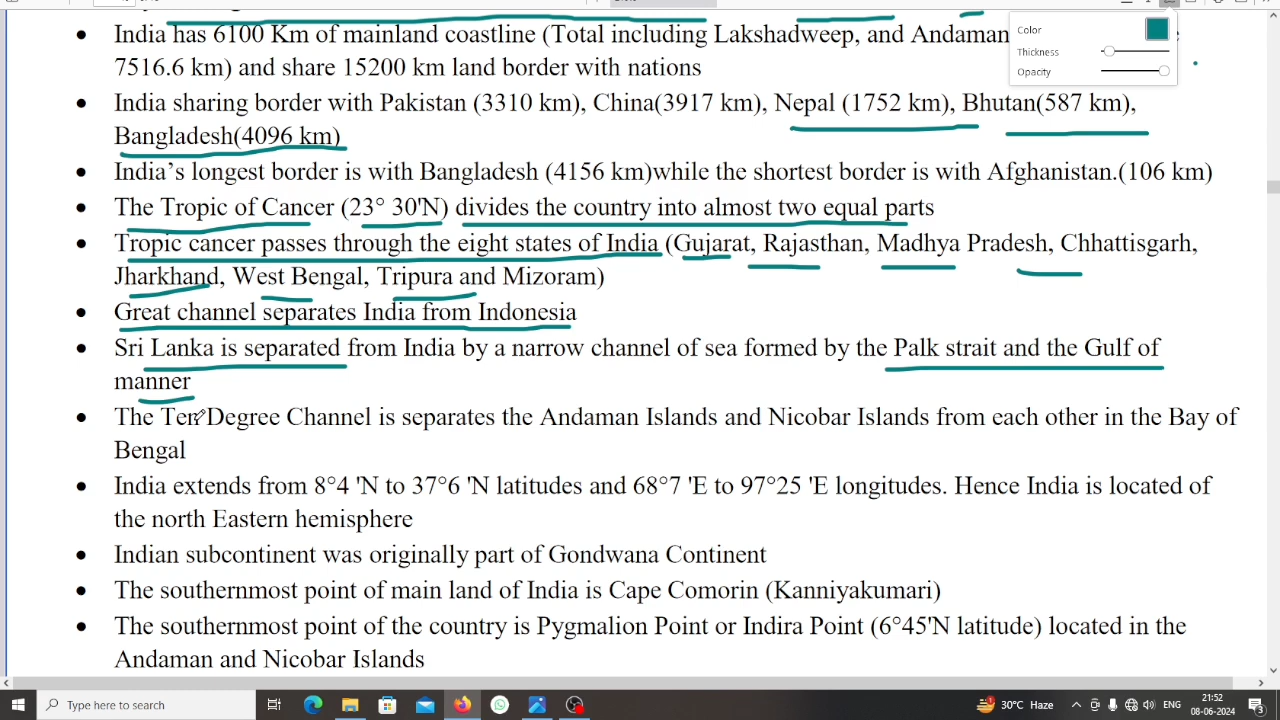 India has 6100 Km of mainland coastline (Total including Lakshadweep, and Andaman
7516.6 km) and share 15200 km land border with nations
India sharing border with Pakistan (3310 km), China(3917 km), Nepal (1752 km), Bhutan(587 km),
Bangladesh(4096 km)
India’s longest border is with Bangladesh (4156 km)while the shortest border is with Afghanistan.(106 km)
The Tropic of Cancer (23° 30'N) divides the country into almost two equal parts
Tropic cancer passes through the eight states of India (Gujarat, Rajasthan, Madhya Pradesh, Chhattisgarh,
Jharkhand, West Bengal, Tripura and Mizoram)
Great channel separates India from Indonesia
Sri Lanka is separated from India by a narrow channel of sea formed by the Palk strait and the Gulf of
manner
The Ten Degree Channel is separates the Andaman Islands and Nicobar Islands from each other in the Bay of
Bengal
India extends from 8°4 'N to 37°6 'N latitudes and 68°7 'E to 97°25 'E longitudes. Hence India is located of
the north Eastern hemisphere
Indian subcontinent was originally part of Gondwana Continent
The southernmost point of main land of India is Cape Comorin (Kanniyakumari)
The southernmost point of the country is Pygmalion Point or Indira Point (6°45'N latitude) located in the
Andaman and Nicobar Islands
Color
Thickness
Opacity
Type here to search
30°C Haze
ENG
21:52
08-06-2024
3